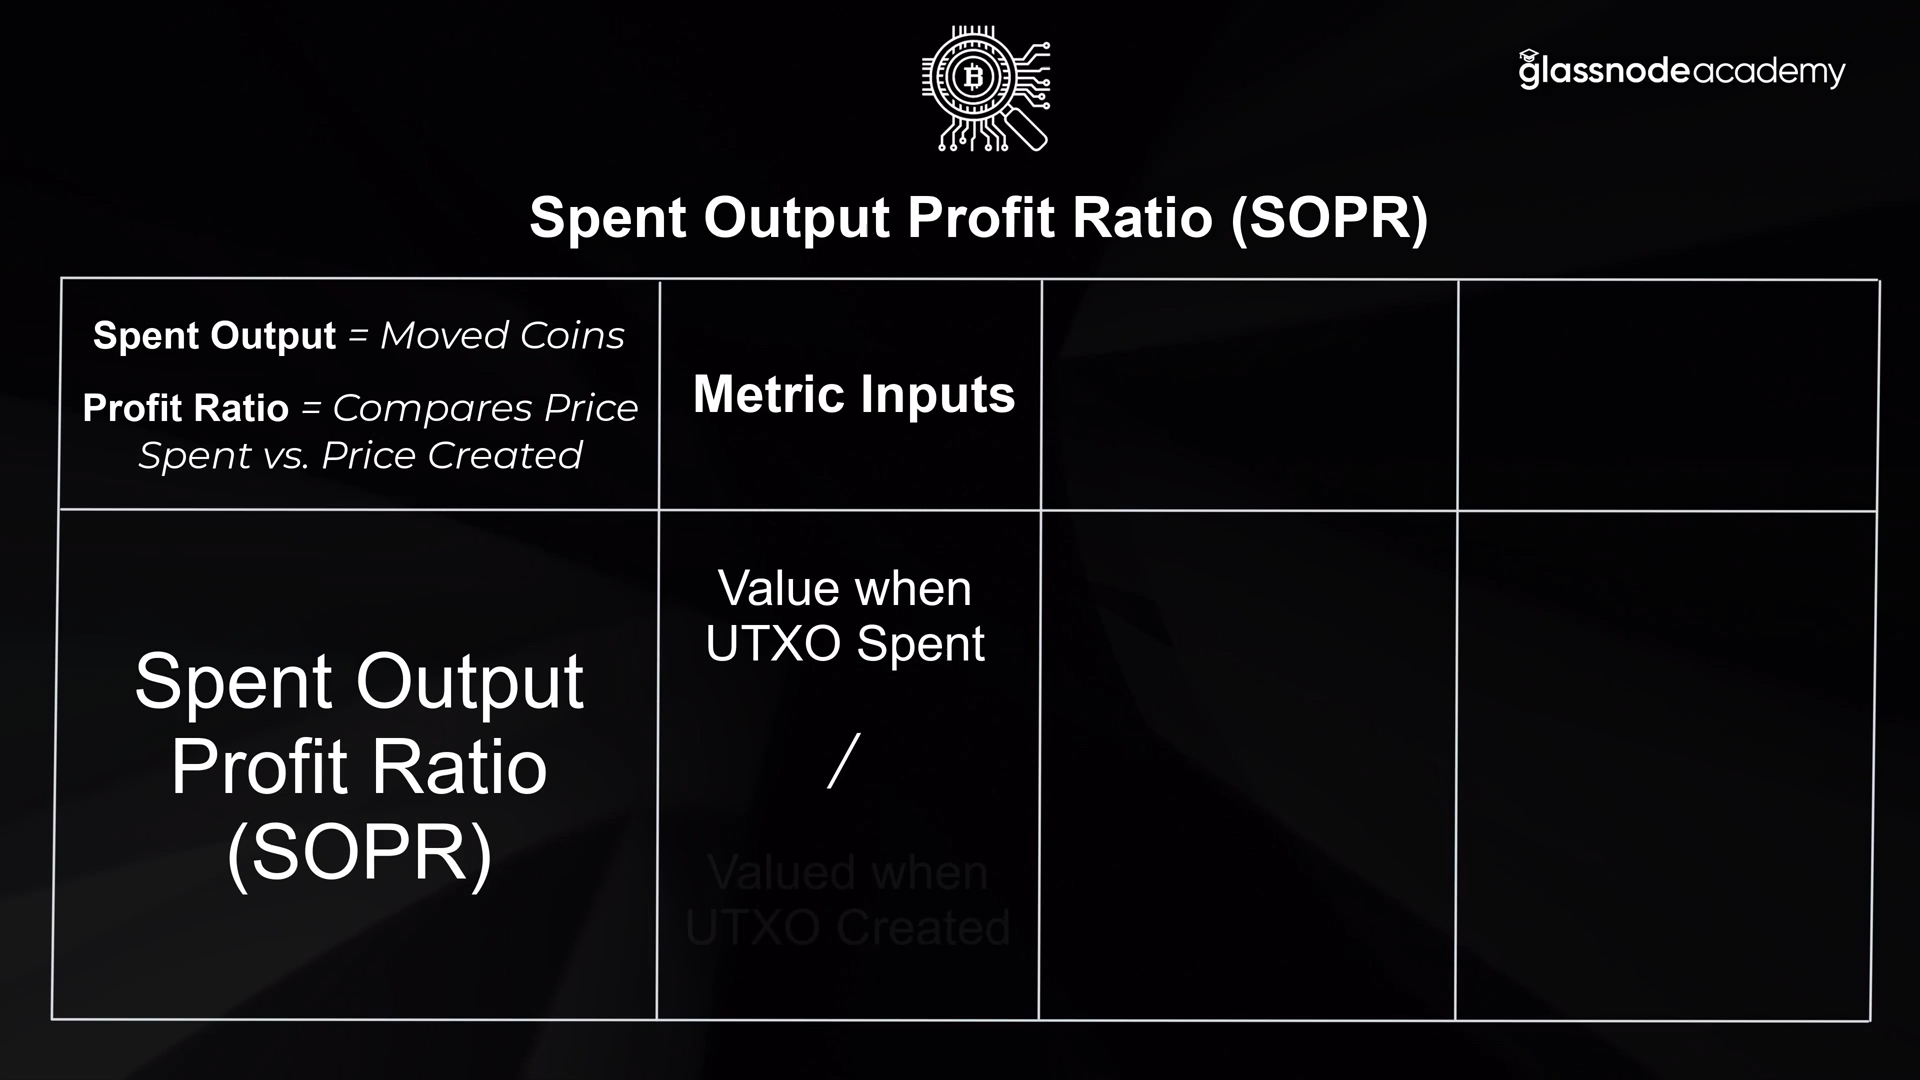 glassnodeacademy
Spent Output Profit Ratio (SOPR)
Spent Output = Moved Coins
Profit Ratio = Compares Price
Spent vs. Price Created
Metric Inputs
Spent Output
Profit Ratio
(SOPR)
Value when
UTXO Spent
/
Valued when
UTXO Created